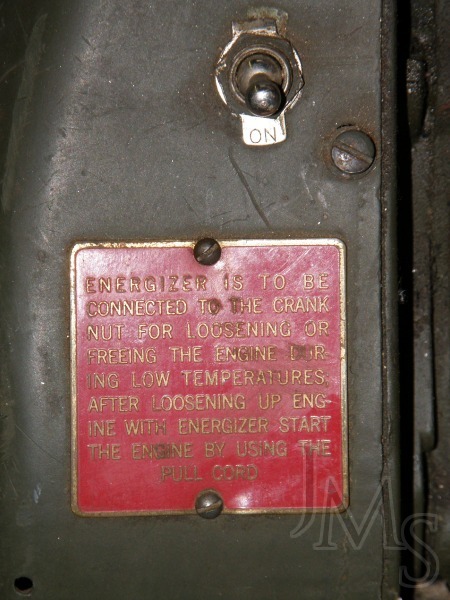 ON
ENERGIZER IS TO BE
CONNECTED TO THE CRANK
NUT FOR LOOSENING OR
FREEING THE ENGINE DUR-
ING LOW TEMPERATURES,
AFTER LOOSENING UP ENG-
INE WITH ENERGIZER START
THE ENGINE BY USING THE
PULL CORD
JMS